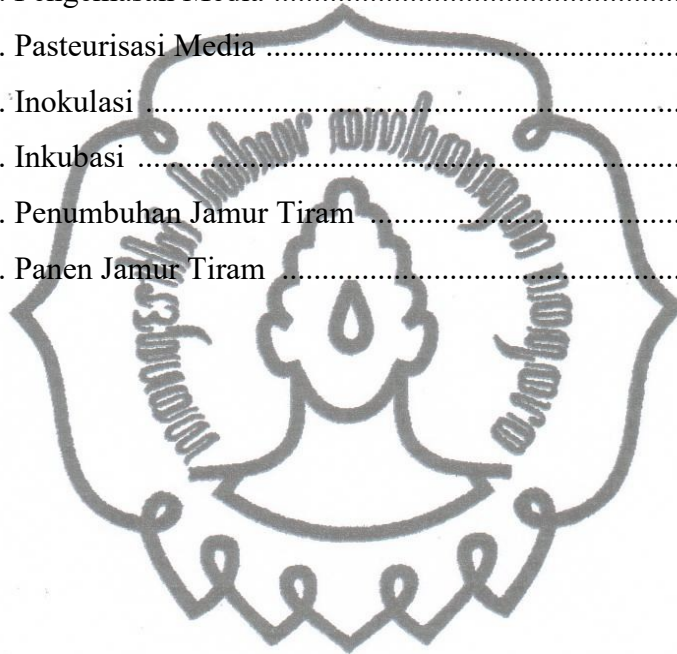 . Pengemasan Media ................................................
. Pasteurisasi Media ................................................
. Inokulasi ...............................................................
. Inkubasi ................................................................
. Penumbuhan Jamur Tiram .....................................
. Panen Jamur Tiram ................................................